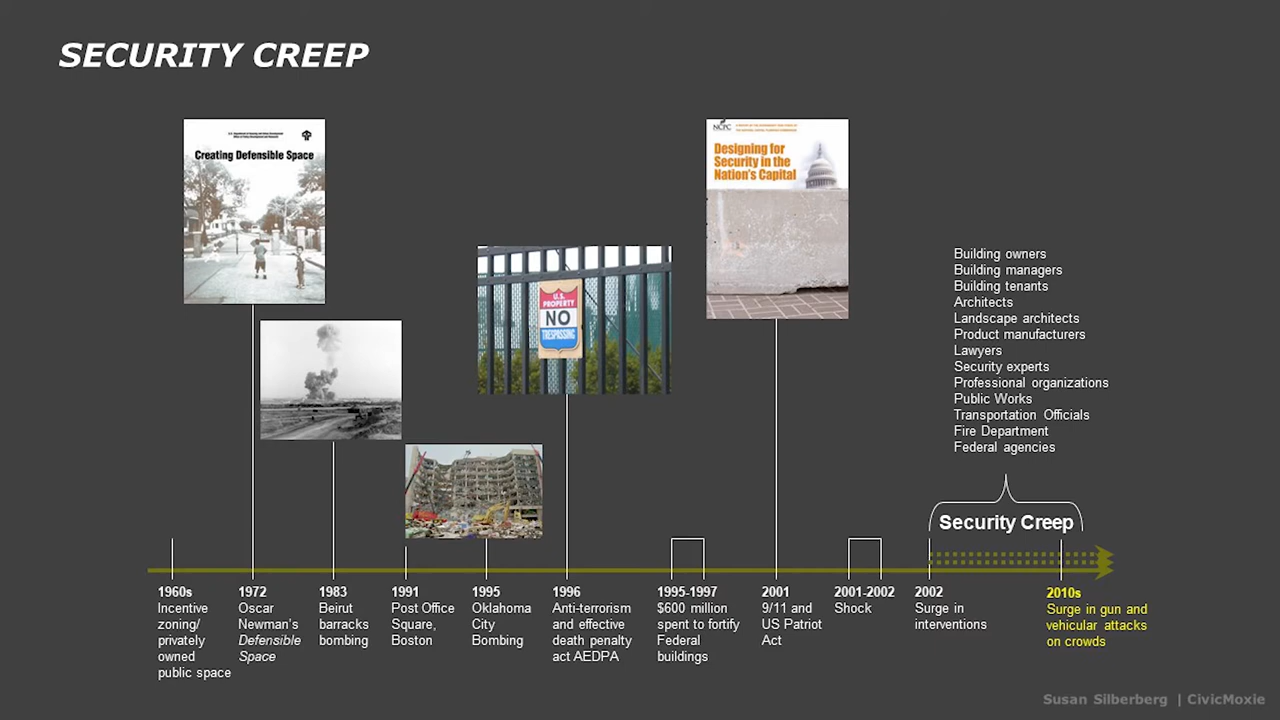 SECURITY CREEP
Creating Defensible Space
U.S.
PROPERTY
NO
TRESPASSING
NCPC
Designing for
Security in the
Nation's Capital
Building owners
Building managers
Building tenants
Architects
Landscape architects
Product manufacturers
Lawyers
Security experts
Professional organizations
Public Works
Transportation Officials
Fire Department
Federal agencies
Security Creep
1960s
Incentive
zoning/
privately
owned
public space
1972
Oscar
Newman's
Defensible
Space
1983
Beirut
barracks
bombing
1991
Post Office
Square,
Boston
1995
Oklahoma
City
Bombing
1996
Anti-terrorism
and effective
death penalty
act AEDPA
1995-1997
$600 million
spent to fortify
Federal
buildings
2001
9/11 and
US Patriot
Act
2001-2002
Shock
2002
Surge in
interventions
2010s
Surge in gun and
vehicular attacks
on crowds
Susan Silberberg | CivicMoxie